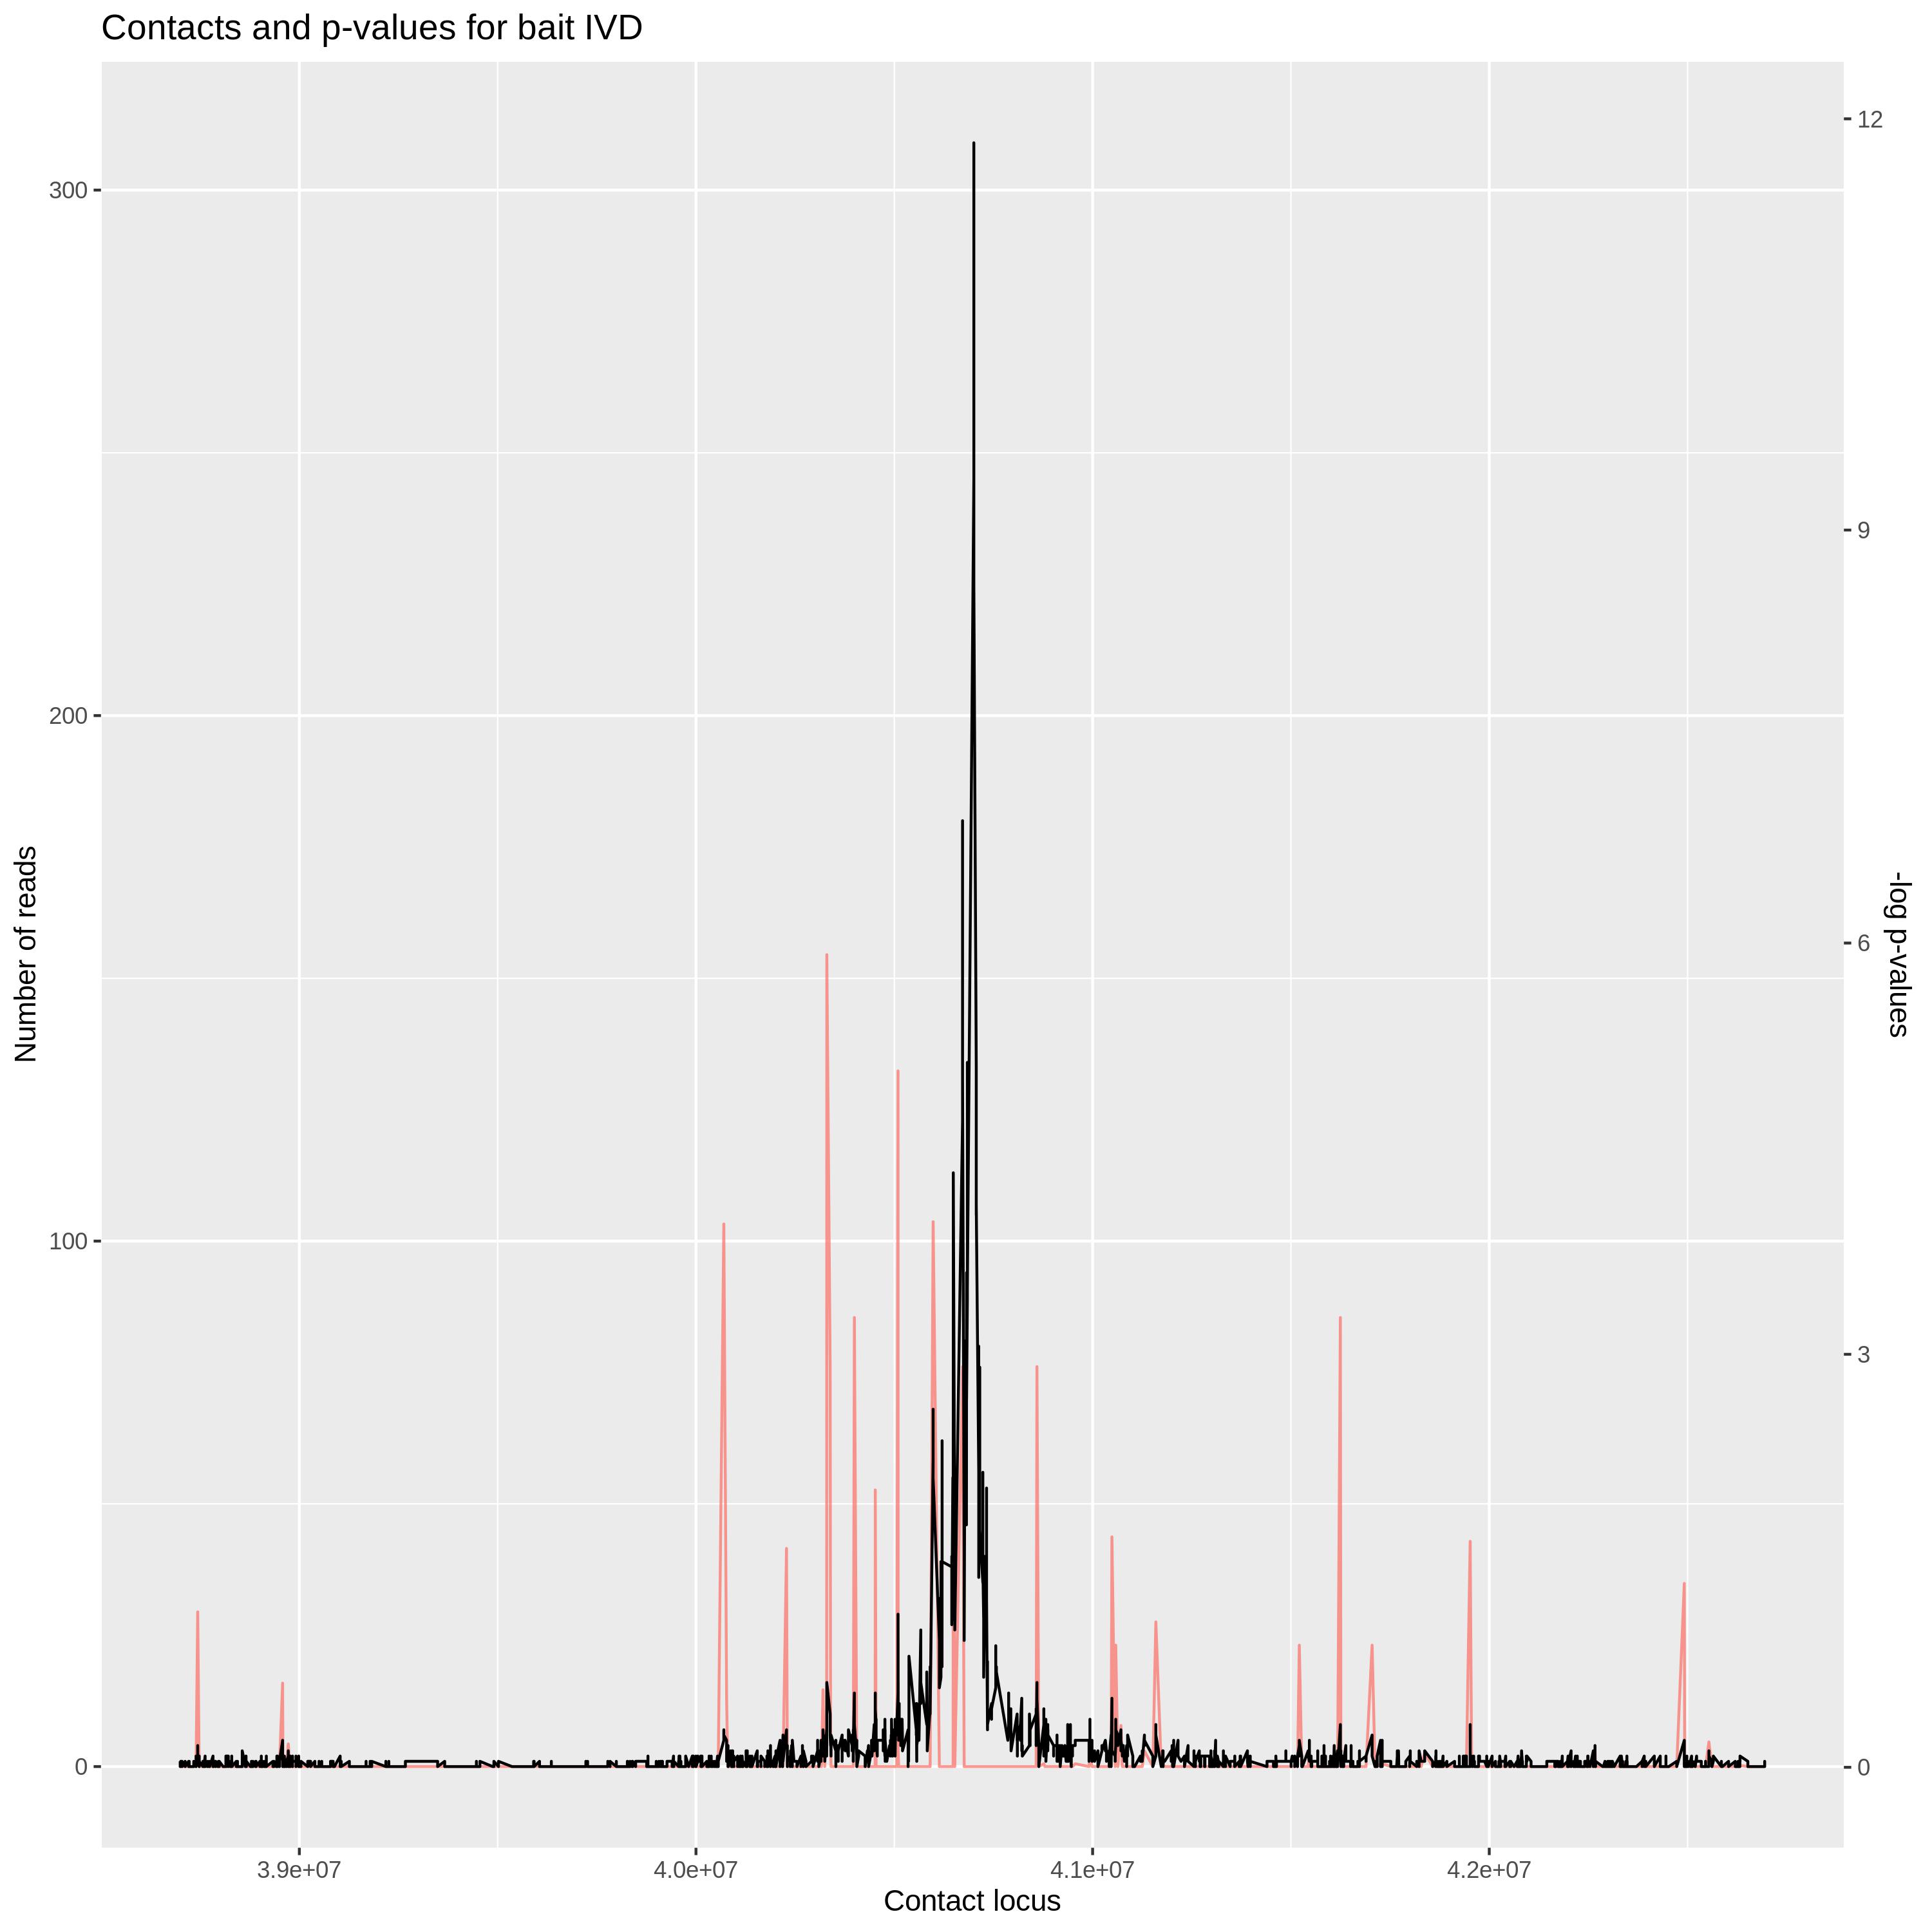 Contacts and p-values for bait IVD
300
200
100
0
Number of reads
12
9
6
3
0
-log p-values
3.9e+07
4.0e+07
4.1e+07
4.2e+07
Contact locus